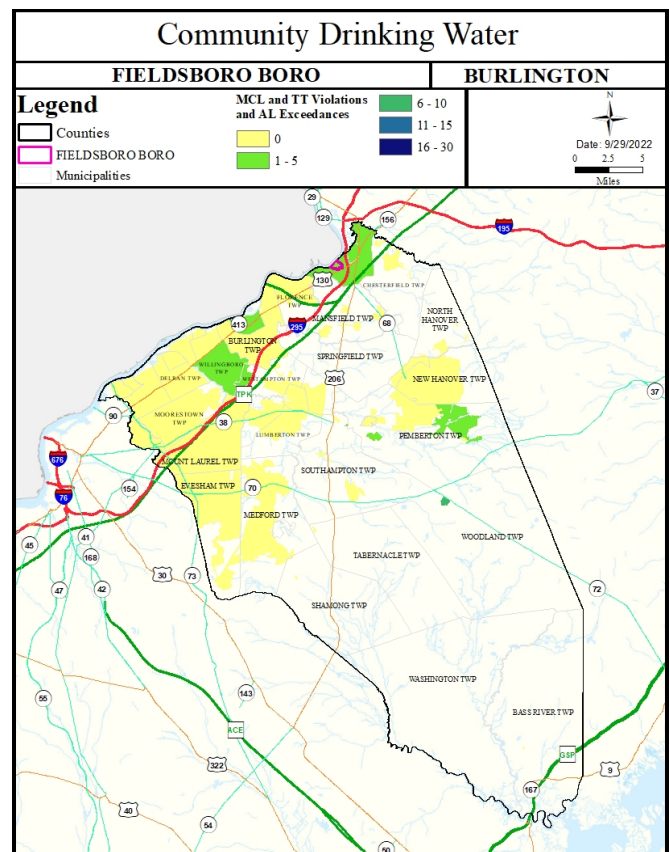 Community Drinking Water
FIELDSBORO BORO
BURLINGTON
Legend
Counties
FIELDSBORO BORO
Municipalities
MCL and TT Violations
and AL Exceedances
0
1 - 5
6 - 10
11 - 15
16 - 30
N
Date: 9/29/2022
0 2.5 5
Miles
29
129
156
195
130
CHESTERFIELD TWP
FLORENCE
TWP
MANSFIELD TWP
NORTH
HANOVER
TWP
413
295
68
BURLINGTON
TWP
SPRINGFIELD TWP
WILLINGBORO
TWP
DELRAN TWP
WESTAMPTON TWP
206
NEW HANOVER TWP
37
TPK
90
MOORESTOWN
TWP
38
LUMBERTON TWP
PEMBERTON TWP
676
MOUNT LAUREL TWP
SOUTHAMPTON TWP
154
EVESHAM TWP
70
76
MEDFORD TWP
41
45
168
WOODLAND TWP
TABERNACLE TWP
30
73
47
42
72
SHAMONG TWP
WASHINGTON TWP
143
55
BASS RIVER TWP
ACE
GSP
322
9
167
40
54
50